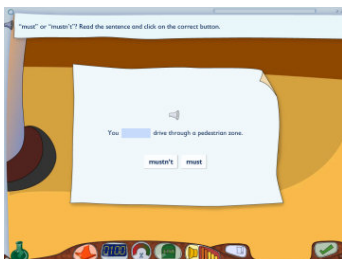 "must" or "mustn't"? Read the sentence and click on the correct button.
You drive through a pedestrian zone.
mustn't must